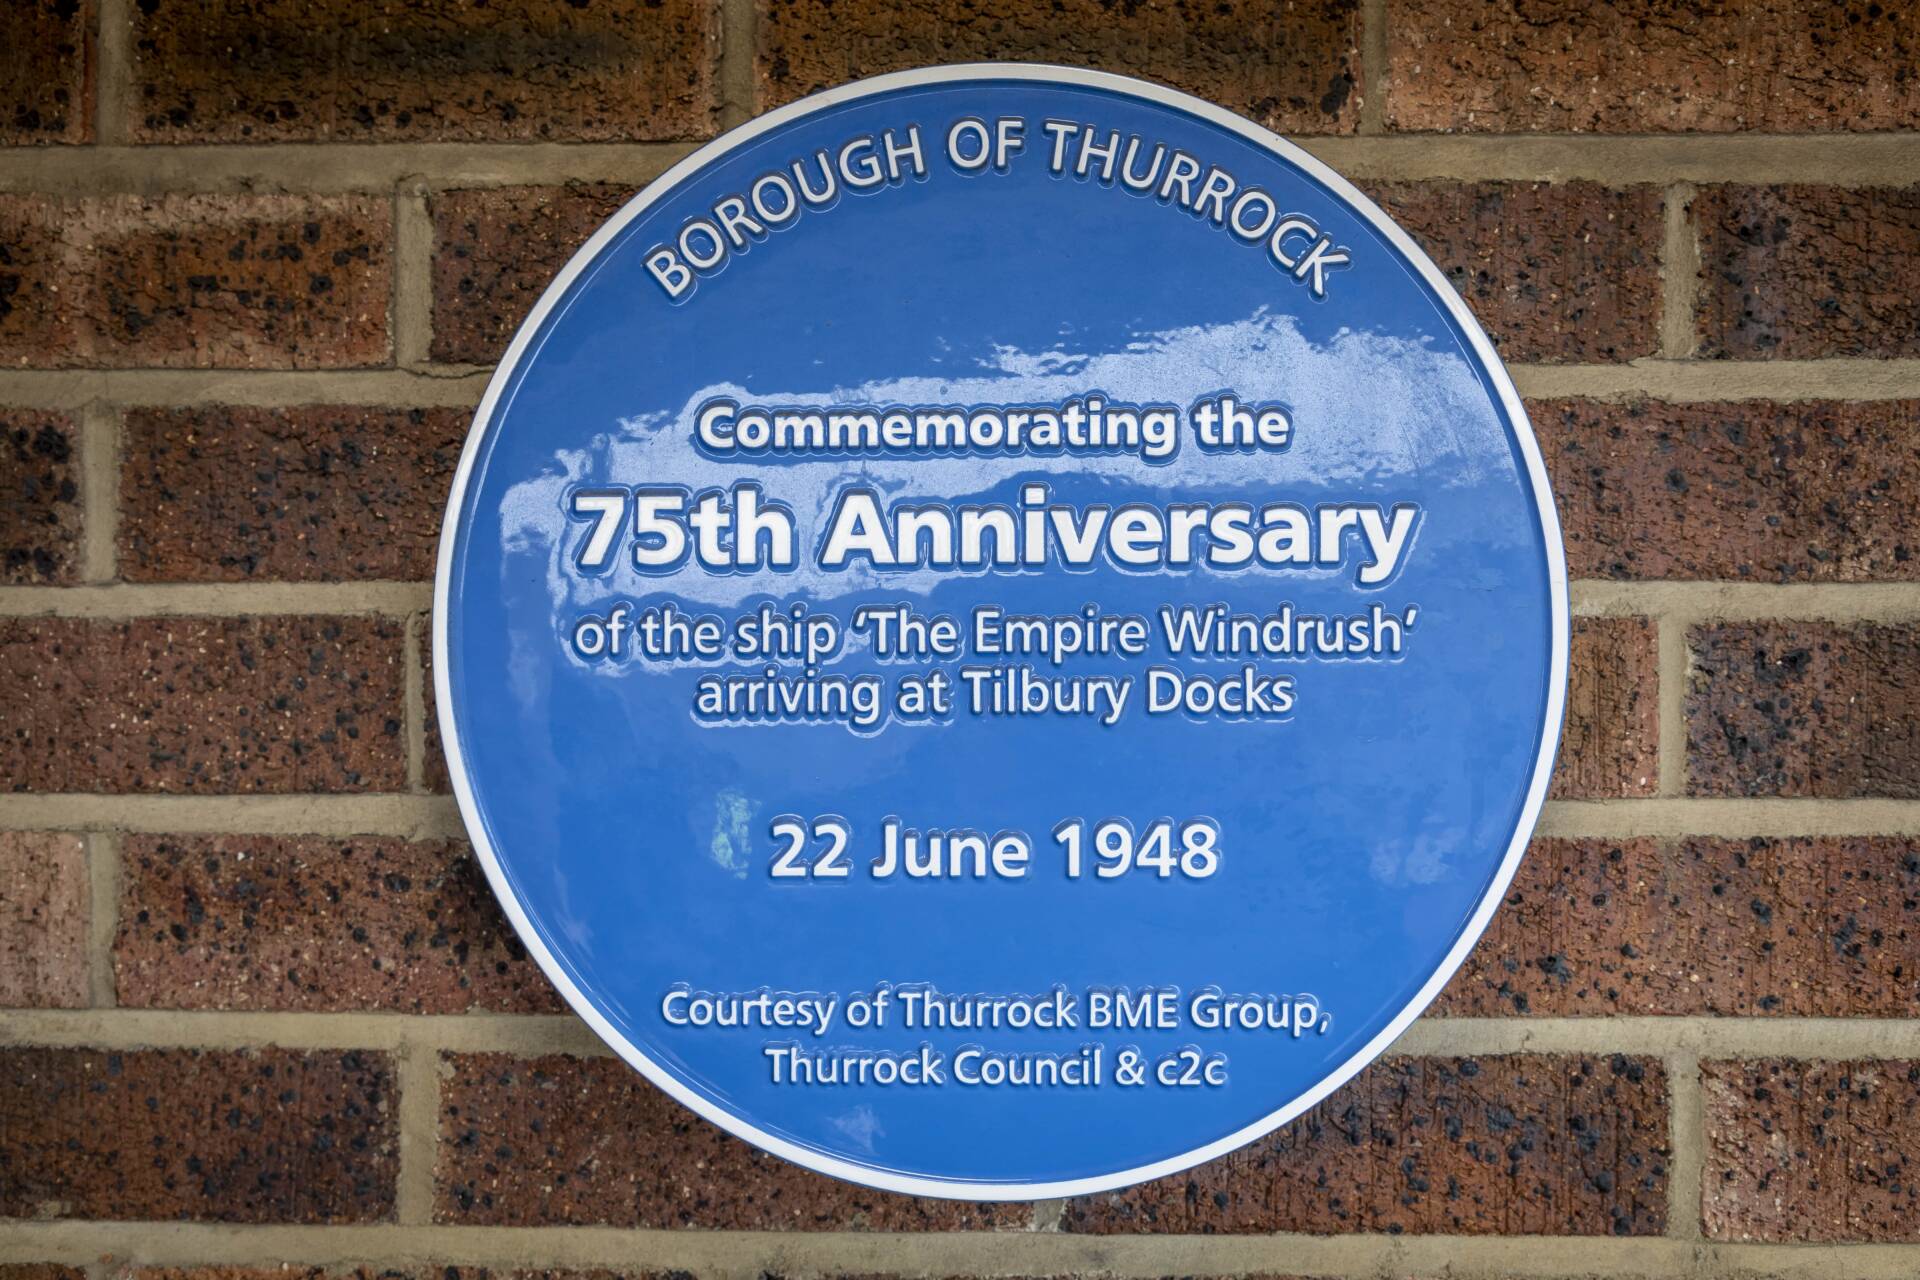 BOROUGH OF THURROCK
Commemorating the
75th Anniversary
of the ship ‘The Empire Windrush’
arriving at Tilbury Docks
22 June 1948
Courtesy of Thurrock BME Group,
Thurrock Council & c2c